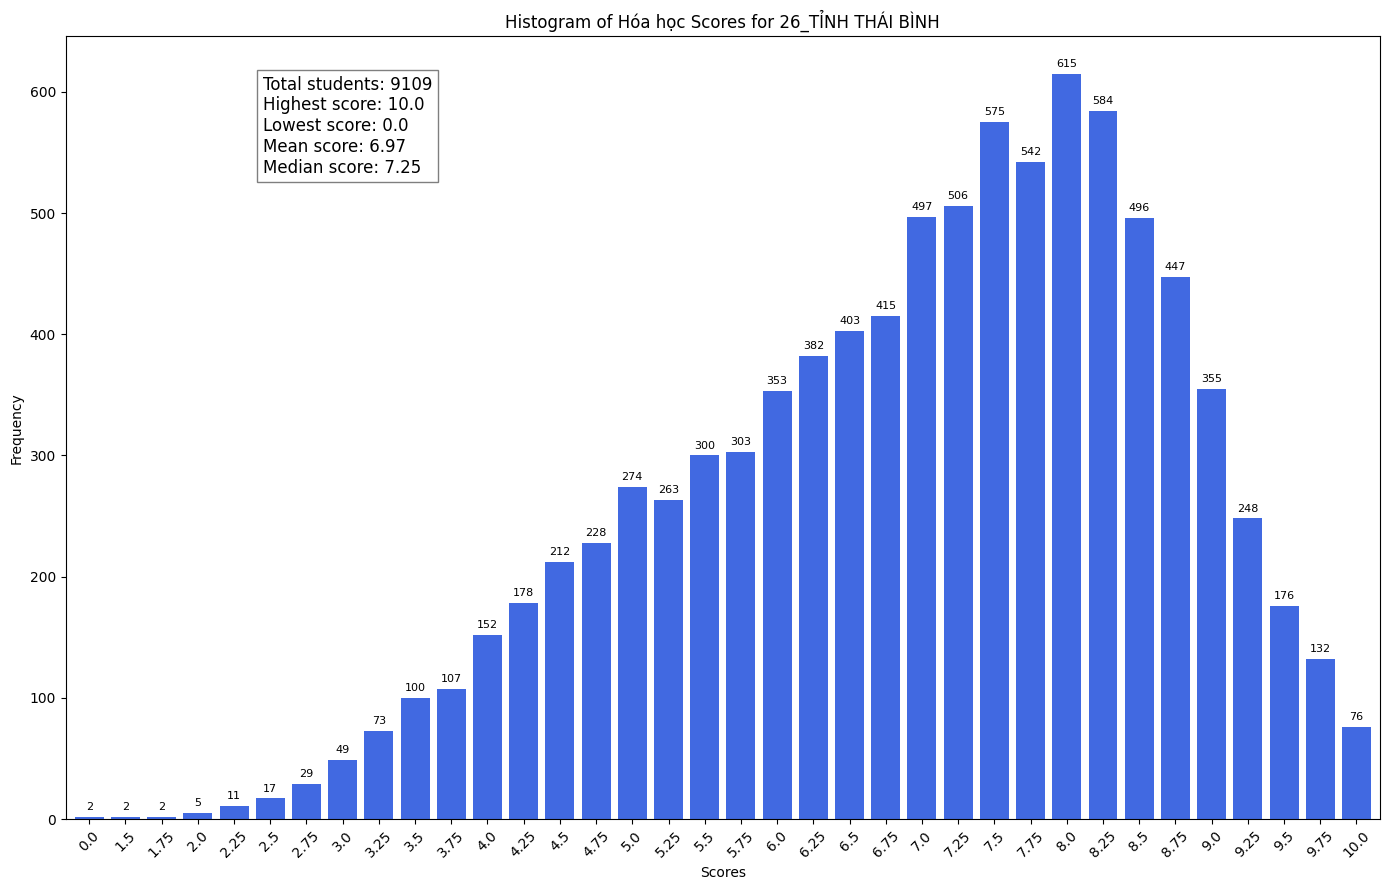 Histogram of Hóa học Scores for 26_TỈNH THÁI BÌNH
Total students: 9109
Highest score: 10.0
Lowest score: 0.0
Mean score: 6.97
Median score: 7.25
Frequency
600
500
400
300
200
100
0
2 2 2 5 11 17 29 49 73 100 107 152 178 212 228 274 263 300 303 353 382 403 415 497 506 575 542 615 584 496 447 355 248 176 132 76
0.0 1.5 1.75 2.0 2.25 2.5 2.75 3.0 3.25 3.5 3.75 4.0 4.25 4.5 4.75 5.0 5.25 5.5 5.75 6.0 6.25 6.5 6.75 7.0 7.25 7.5 7.75 8.0 8.25 8.5 8.75 9.0 9.25 9.5 9.75 10.0
Scores